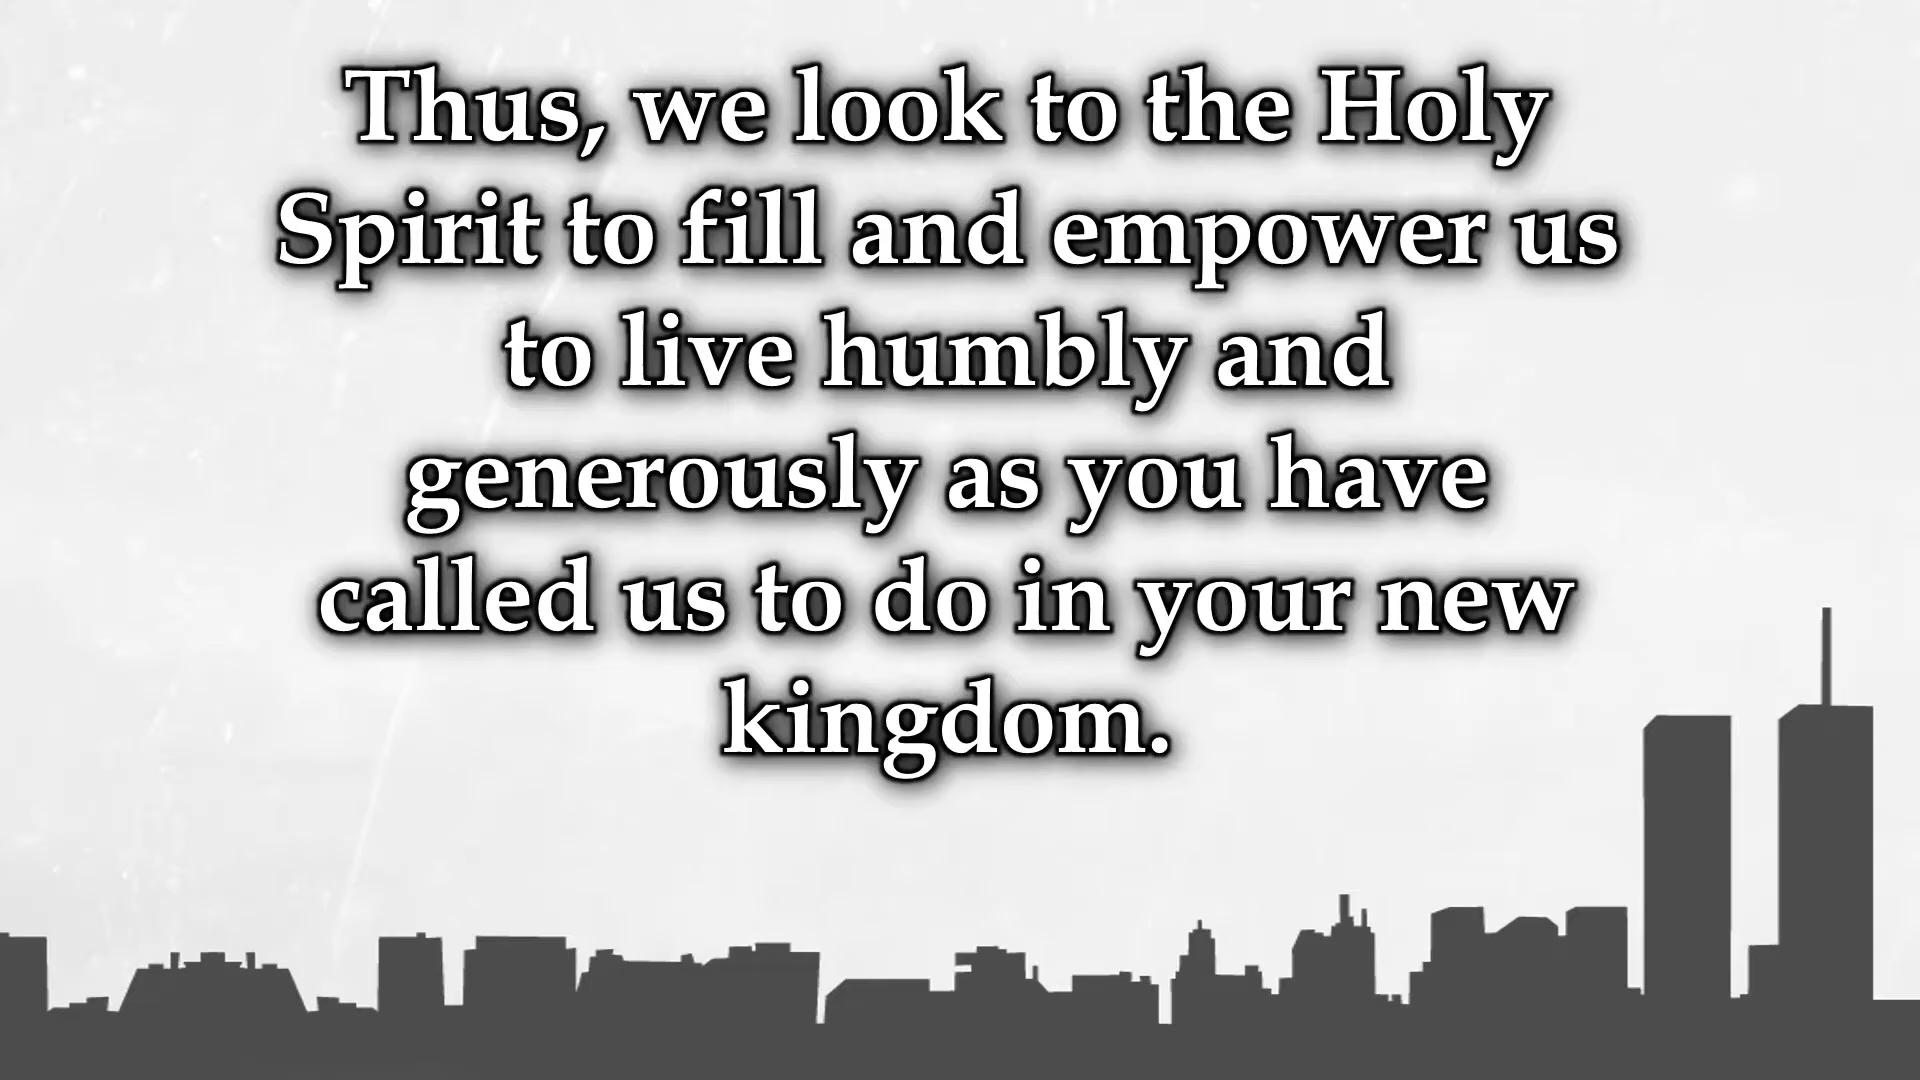 Thus, we look to the Holy
Spirit to fill and empower us
to live humbly and
generously as you have
called us to do in your new
kingdom.